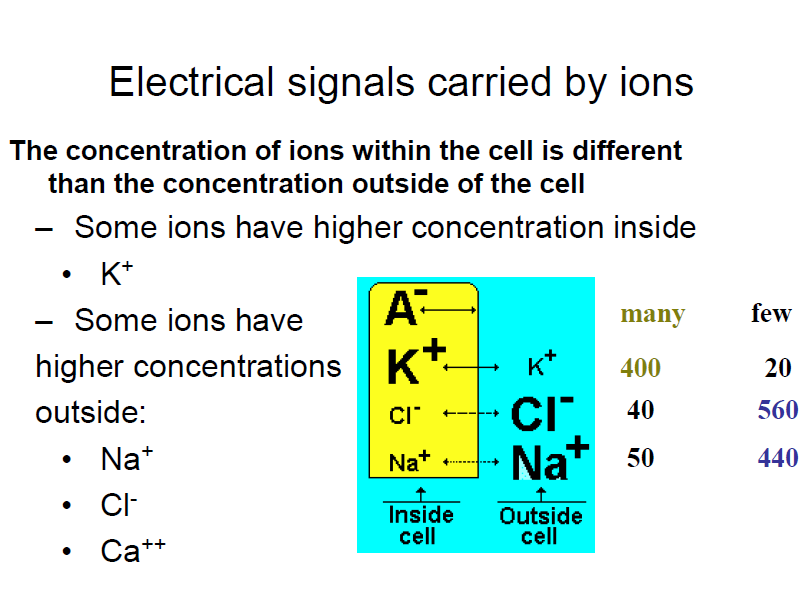 Electrical signals carried by ions
The concentration of ions within the cell is different
than the concentration outside of the cell
– Some ions have higher concentration inside
• K⁺
– Some ions have
higher concentrations
outside:
• Na⁺
• Cl⁻
• Ca⁺⁺
A⁻ many few
K⁺ K⁺ 400 20
Cl⁻ Cl⁻ 40 560
Na⁺ Na⁺ 50 440
Inside Outside
cell cell